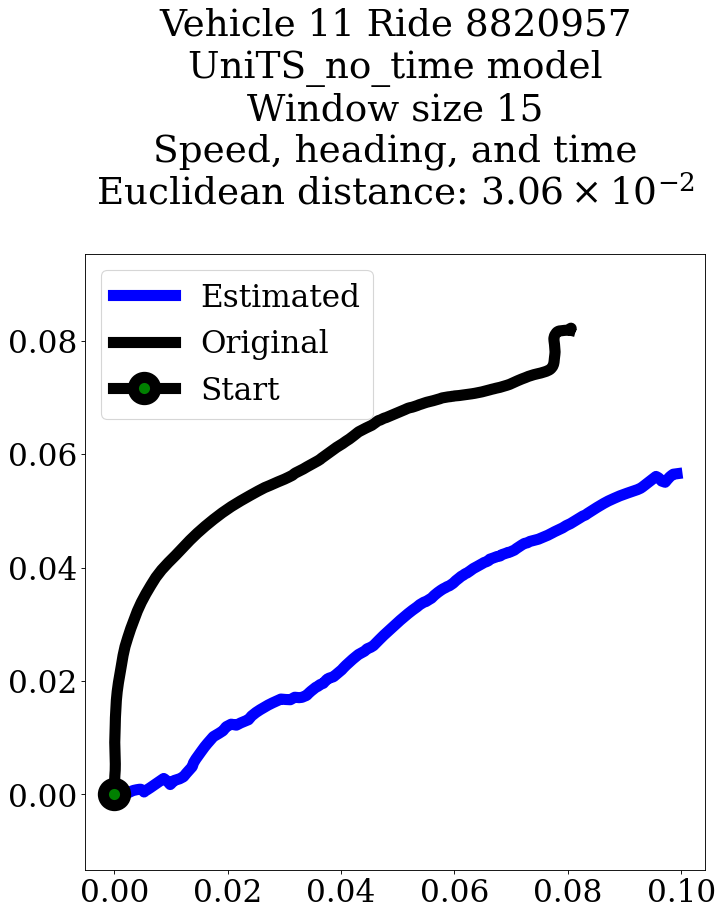 Vehicle 11 Ride 8820957
UniTS_no_time model
Window size 15
Speed, heading, and time
Euclidean distance: $3.06 \times 10^{-2}$
Estimated
Original
Start
0.08
0.06
0.04
0.02
0.00
0.00 0.02 0.04 0.06 0.08 0.10